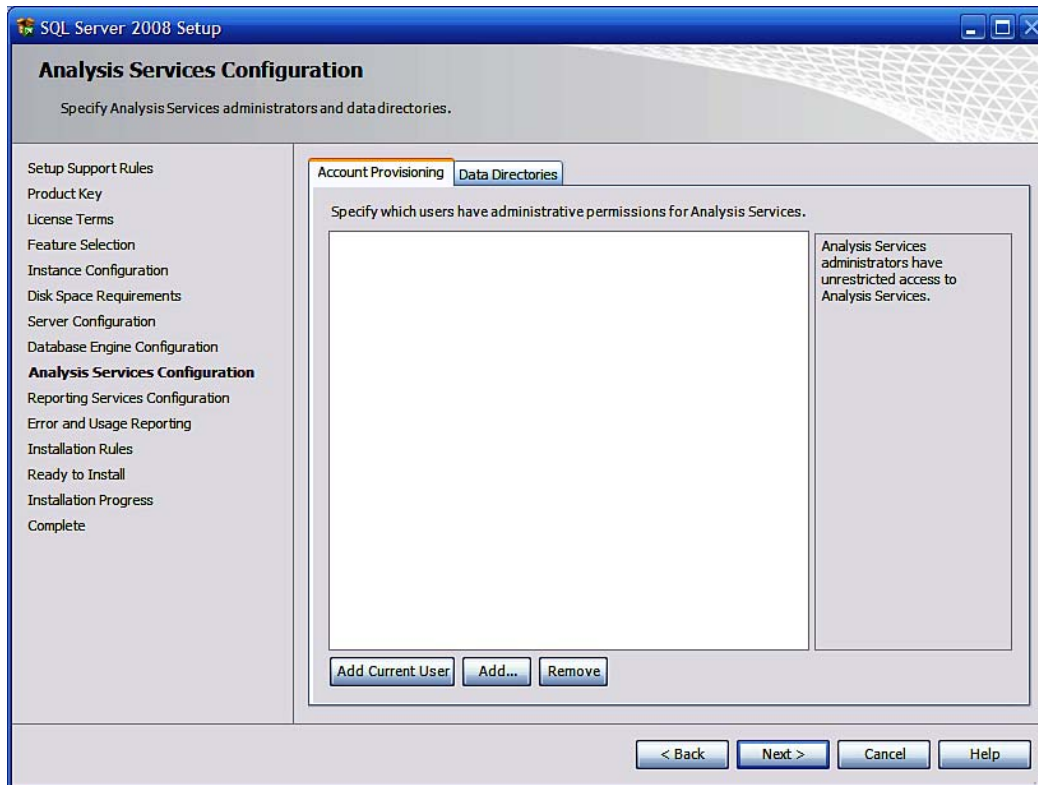 SQL Server 2008 Setup
Analysis Services Configuration
Specify Analysis Services administrators and data directories.
Setup Support Rules
Product Key
License Terms
Feature Selection
Instance Configuration
Disk Space Requirements
Server Configuration
Database Engine Configuration
Analysis Services Configuration
Reporting Services Configuration
Error and Usage Reporting
Installation Rules
Ready to Install
Installation Progress
Complete
Account Provisioning
Data Directories
Specify which users have administrative permissions for Analysis Services.
Analysis Services
administrators have
unrestricted access to
Analysis Services.
Add Current User
Add...
Remove
< Back
Next >
Cancel
Help